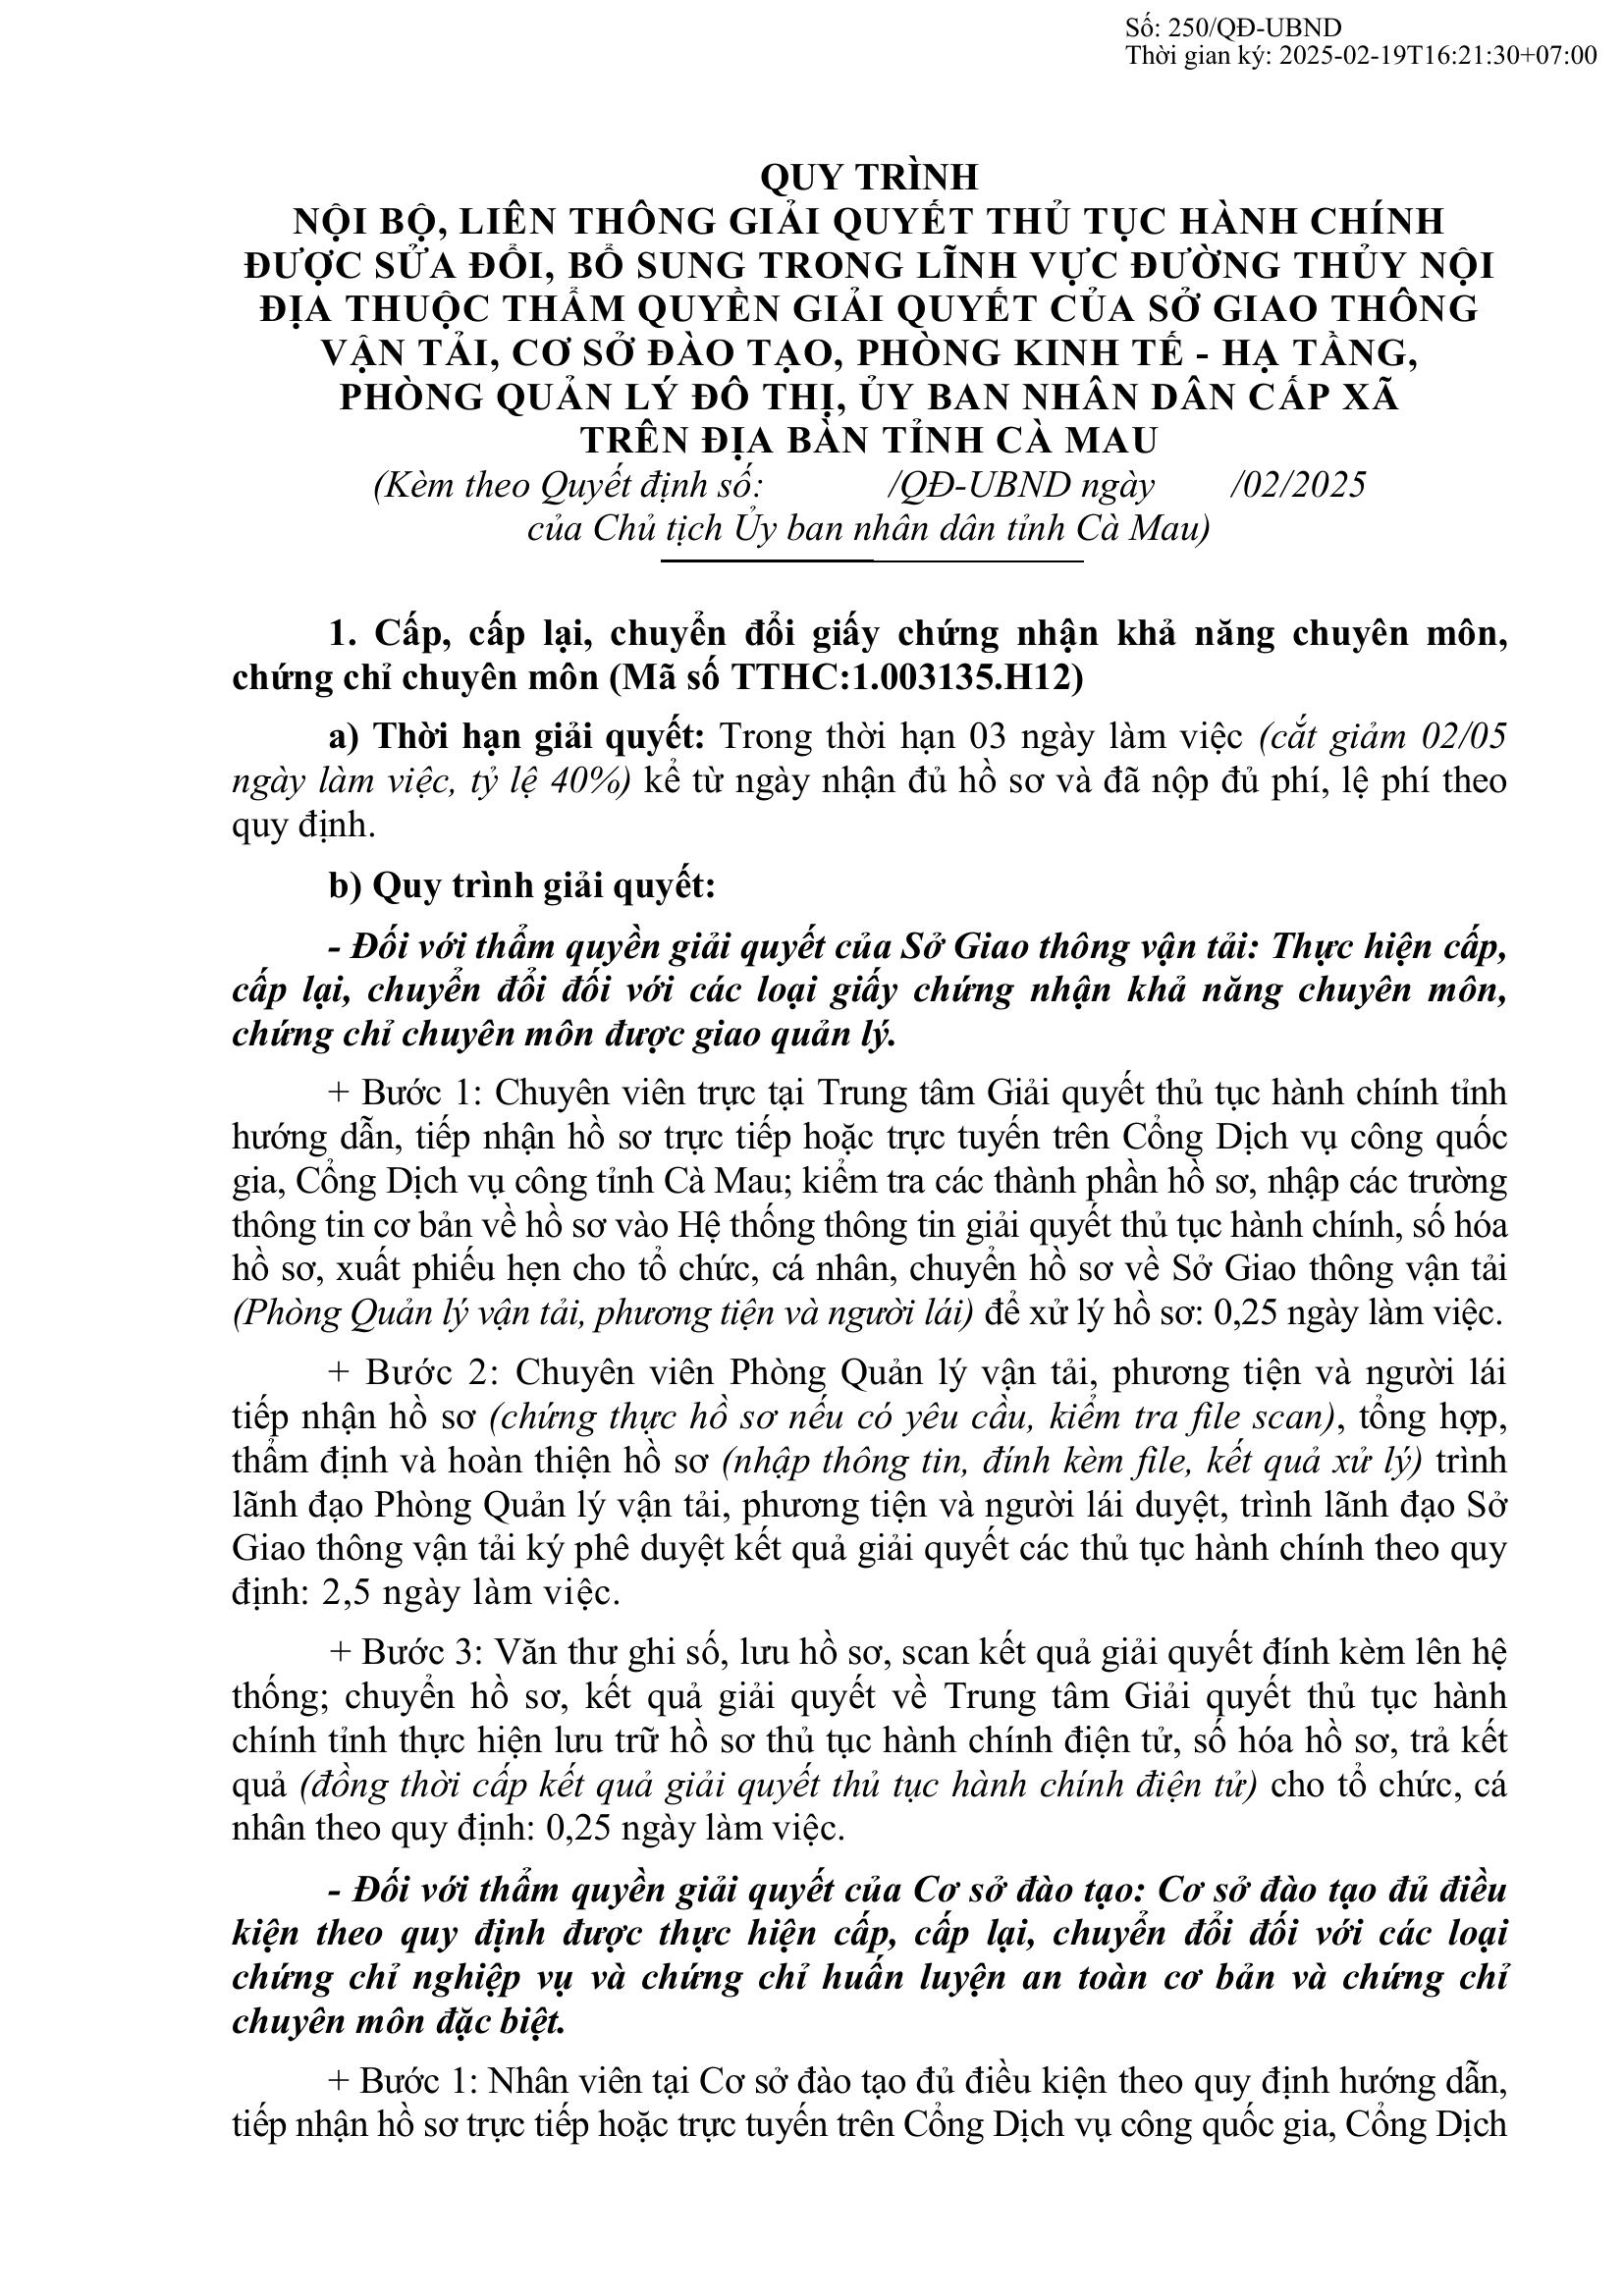 Số: 250/QĐ-UBND
Thời gian ký: 2025-02-19T16:21:30+07:00
QUY TRÌNH
NỘI BỘ, LIÊN THÔNG GIẢI QUYẾT THỦ TỤC HÀNH CHÍNH
ĐƯỢC SỬA ĐỔI, BỔ SUNG TRONG LĨNH VỰC ĐƯỜNG THỦY NỘI
ĐỊA THUỘC THẨM QUYỀN GIẢI QUYẾT CỦA SỞ GIAO THÔNG
VẬN TẢI, CƠ SỞ ĐÀO TẠO, PHÒNG KINH TẾ - HẠ TẦNG,
PHÒNG QUẢN LÝ ĐÔ THỊ, ỦY BAN NHÂN DÂN CẤP XÃ
TRÊN ĐỊA BÀN TỈNH CÀ MAU
(Kèm theo Quyết định số: /QĐ-UBND ngày /02/2025
của Chủ tịch Ủy ban nhân dân tỉnh Cà Mau)
1. Cấp, cấp lại, chuyển đổi giấy chứng nhận khả năng chuyên môn,
chứng chỉ chuyên môn (Mã số TTHC:1.003135.H12)
a) Thời hạn giải quyết: Trong thời hạn 03 ngày làm việc (cắt giảm 02/05
ngày làm việc, tỷ lệ 40%) kể từ ngày nhận đủ hồ sơ và đã nộp đủ phí, lệ phí theo
quy định.
b) Quy trình giải quyết:
- Đối với thẩm quyền giải quyết của Sở Giao thông vận tải: Thực hiện cấp,
cấp lại, chuyển đổi đối với các loại giấy chứng nhận khả năng chuyên môn,
chứng chỉ chuyên môn được giao quản lý.
+ Bước 1: Chuyên viên trực tại Trung tâm Giải quyết thủ tục hành chính tỉnh
hướng dẫn, tiếp nhận hồ sơ trực tiếp hoặc trực tuyến trên Cổng Dịch vụ công quốc
gia, Cổng Dịch vụ công tỉnh Cà Mau; kiểm tra các thành phần hồ sơ, nhập các trường
thông tin cơ bản về hồ sơ vào Hệ thống thông tin giải quyết thủ tục hành chính, số hóa
hồ sơ, xuất phiếu hẹn cho tổ chức, cá nhân, chuyển hồ sơ về Sở Giao thông vận tải
(Phòng Quản lý vận tải, phương tiện và người lái) để xử lý hồ sơ: 0,25 ngày làm việc.
+ Bước 2: Chuyên viên Phòng Quản lý vận tải, phương tiện và người lái
tiếp nhận hồ sơ (chứng thực hồ sơ nếu có yêu cầu, kiểm tra file scan), tổng hợp,
thẩm định và hoàn thiện hồ sơ (nhập thông tin, đính kèm file, kết quả xử lý) trình
lãnh đạo Phòng Quản lý vận tải, phương tiện và người lái duyệt, trình lãnh đạo Sở
Giao thông vận tải ký phê duyệt kết quả giải quyết các thủ tục hành chính theo quy
định: 2,5 ngày làm việc.
+ Bước 3: Văn thư ghi số, lưu hồ sơ, scan kết quả giải quyết đính kèm lên hệ
thống; chuyển hồ sơ, kết quả giải quyết về Trung tâm Giải quyết thủ tục hành
chính tỉnh thực hiện lưu trữ hồ sơ thủ tục hành chính điện tử, số hóa hồ sơ, trả kết
quả (đồng thời cấp kết quả giải quyết thủ tục hành chính điện tử) cho tổ chức, cá
nhân theo quy định: 0,25 ngày làm việc.
- Đối với thẩm quyền giải quyết của Cơ sở đào tạo: Cơ sở đào tạo đủ điều
kiện theo quy định được thực hiện cấp, cấp lại, chuyển đổi đối với các loại
chứng chỉ nghiệp vụ và chứng chỉ huấn luyện an toàn cơ bản và chứng chỉ
chuyên môn đặc biệt.
+ Bước 1: Nhân viên tại Cơ sở đào tạo đủ điều kiện theo quy định hướng dẫn,
tiếp nhận hồ sơ trực tiếp hoặc trực tuyến trên Cổng Dịch vụ công quốc gia, Cổng Dịch